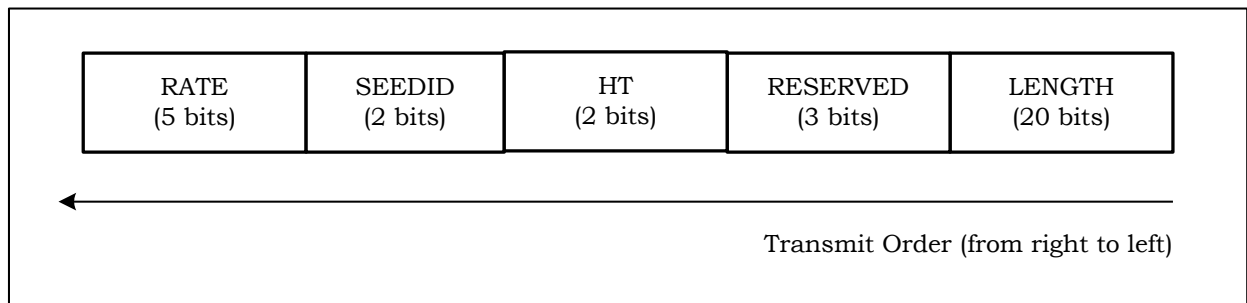 RATE
(5 bits)
SEEDID
(2 bits)
HT
(2 bits)
RESERVED
(3 bits)
LENGTH
(20 bits)
Transmit Order (from right to left)